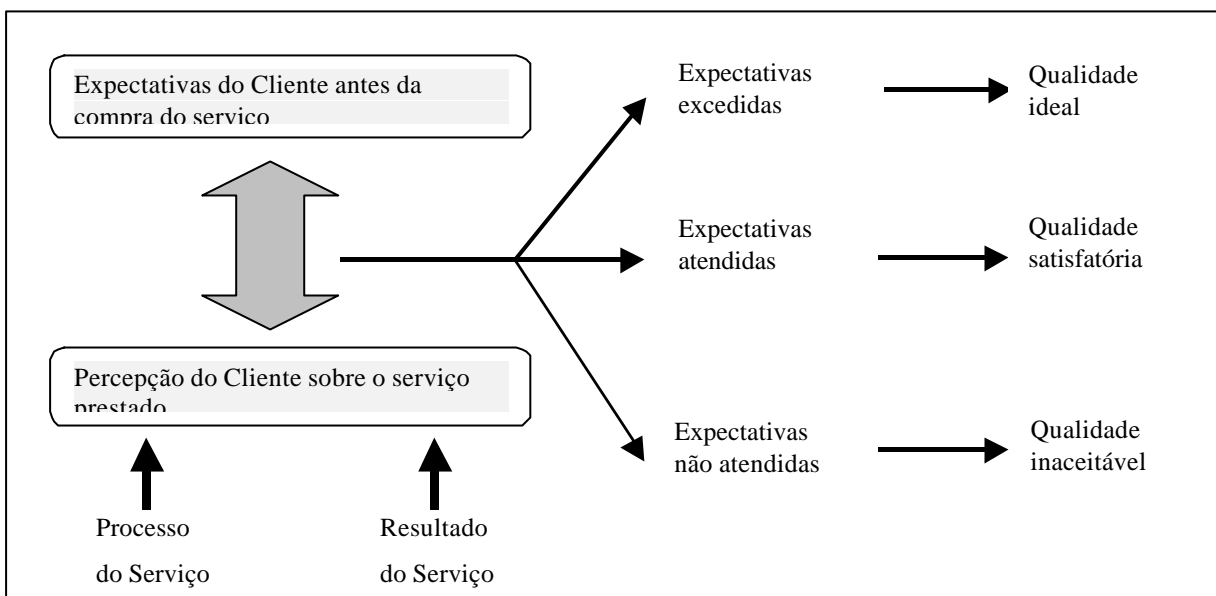 Expectativas do Cliente antes da
compra do serviço
Expectativas
excedidas
Qualidade
ideal
Expectativas
atendidas
Qualidade
satisfatória
Percepção do Cliente sobre o serviço
prestado
Expectativas
não atendidas
Qualidade
inaceitável
Processo
do Serviço
Resultado
do Serviço